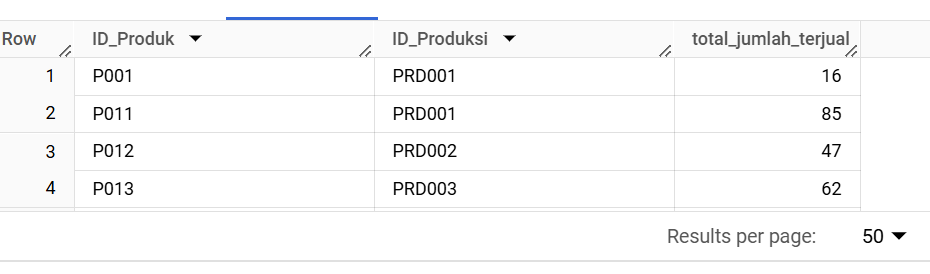 Row ID_Produk ID_Produksi total_jumlah_terjual
1 P001 PRD001 16
2 P011 PRD001 85
3 P012 PRD002 47
4 P013 PRD003 62
Results per page: 50